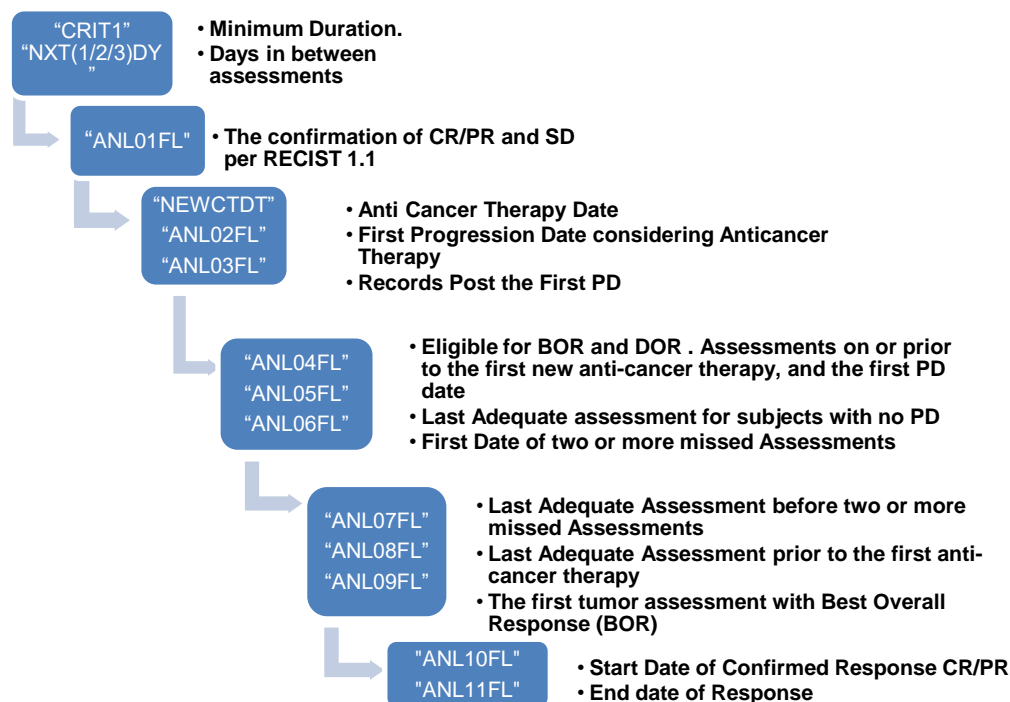 “CRIT1”
“NXT(1/2/3)DY
”
• Minimum Duration.
• Days in between
assessments
“ANL01FL"
• The confirmation of CR/PR and SD
per RECIST 1.1
“NEWCTDT”
“ANL02FL”
“ANL03FL”
• Anti Cancer Therapy Date
• First Progression Date considering Anticancer
Therapy
• Records Post the First PD
“ANL04FL”
“ANL05FL”
“ANL06FL”
• Eligible for BOR and DOR . Assessments on or prior
to the first new anti-cancer therapy, and the first PD
date
• Last Adequate assessment for subjects with no PD
• First Date of two or more missed Assessments
“ANL07FL”
“ANL08FL”
“ANL09FL”
• Last Adequate Assessment before two or more
missed Assessments
• Last Adequate Assessment prior to the first anti-
cancer therapy
• The first tumor assessment with Best Overall
Response (BOR)
"ANL10FL"
"ANL11FL"
• Start Date of Confirmed Response CR/PR
• End date of Response